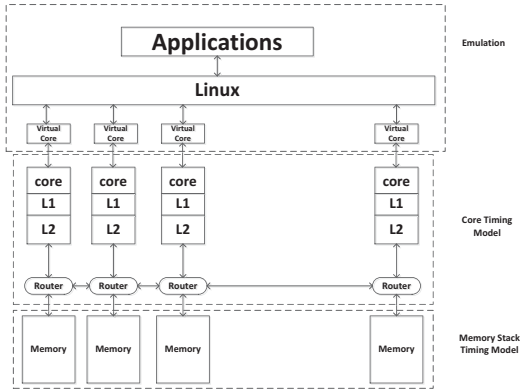 Applications
Emulation
Linux
Virtual Core
Virtual Core
Virtual Core
Virtual Core
core
core
core
core
L1
L1
L1
L1
L2
L2
L2
L2
Core Timing
Model
Router
Router
Router
Router
Memory
Memory
Memory
Memory
Memory Stack
Timing Model